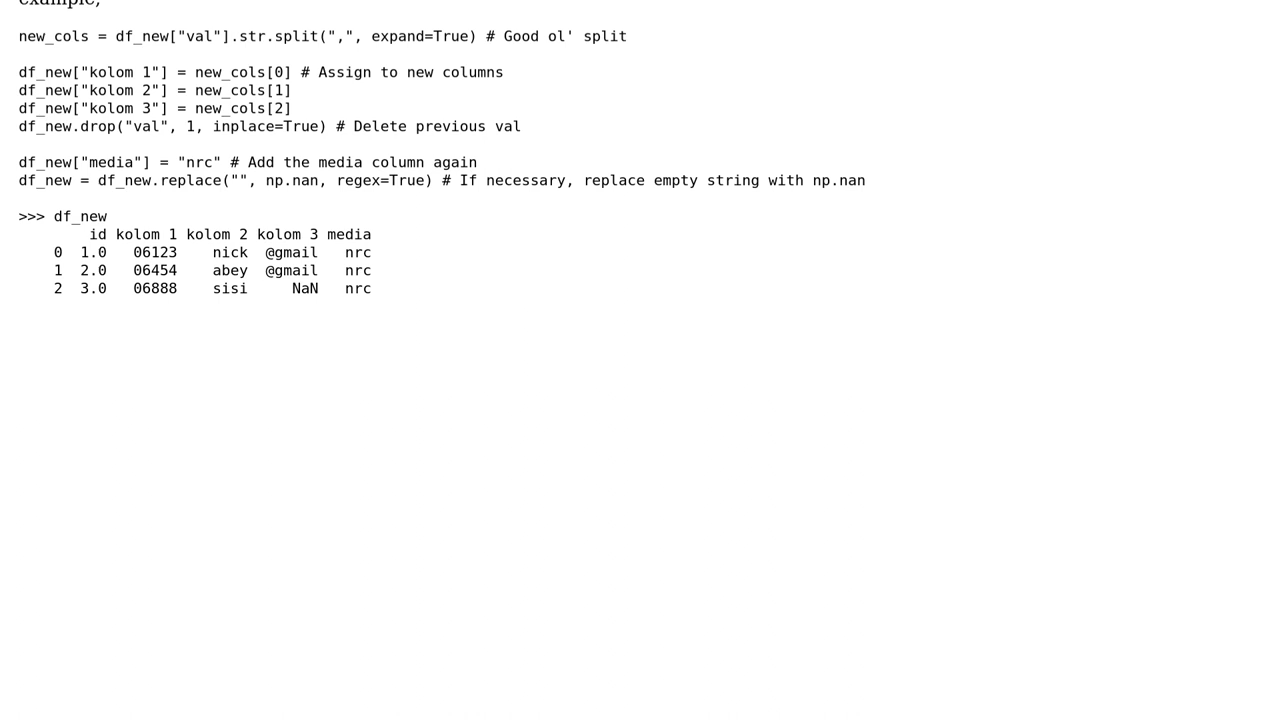 example,
new_cols = df_new["val"].str.split(",", expand=True) # Good ol' split
df_new["kolom 1"] = new_cols[0] # Assign to new columns
df_new["kolom 2"] = new_cols[1]
df_new["kolom 3"] = new_cols[2]
df_new.drop("val", 1, inplace=True) # Delete previous val
df_new["media"] = "nrc" # Add the media column again
df_new = df_new.replace("", np.nan, regex=True) # If necessary, replace empty string with np.nan
>>> df_new
        id kolom 1 kolom 2 kolom 3 media
    0  1.0   06123    nick  @gmail   nrc
    1  2.0   06454    abey  @gmail   nrc
    2  3.0   06888    sisi     NaN   nrc